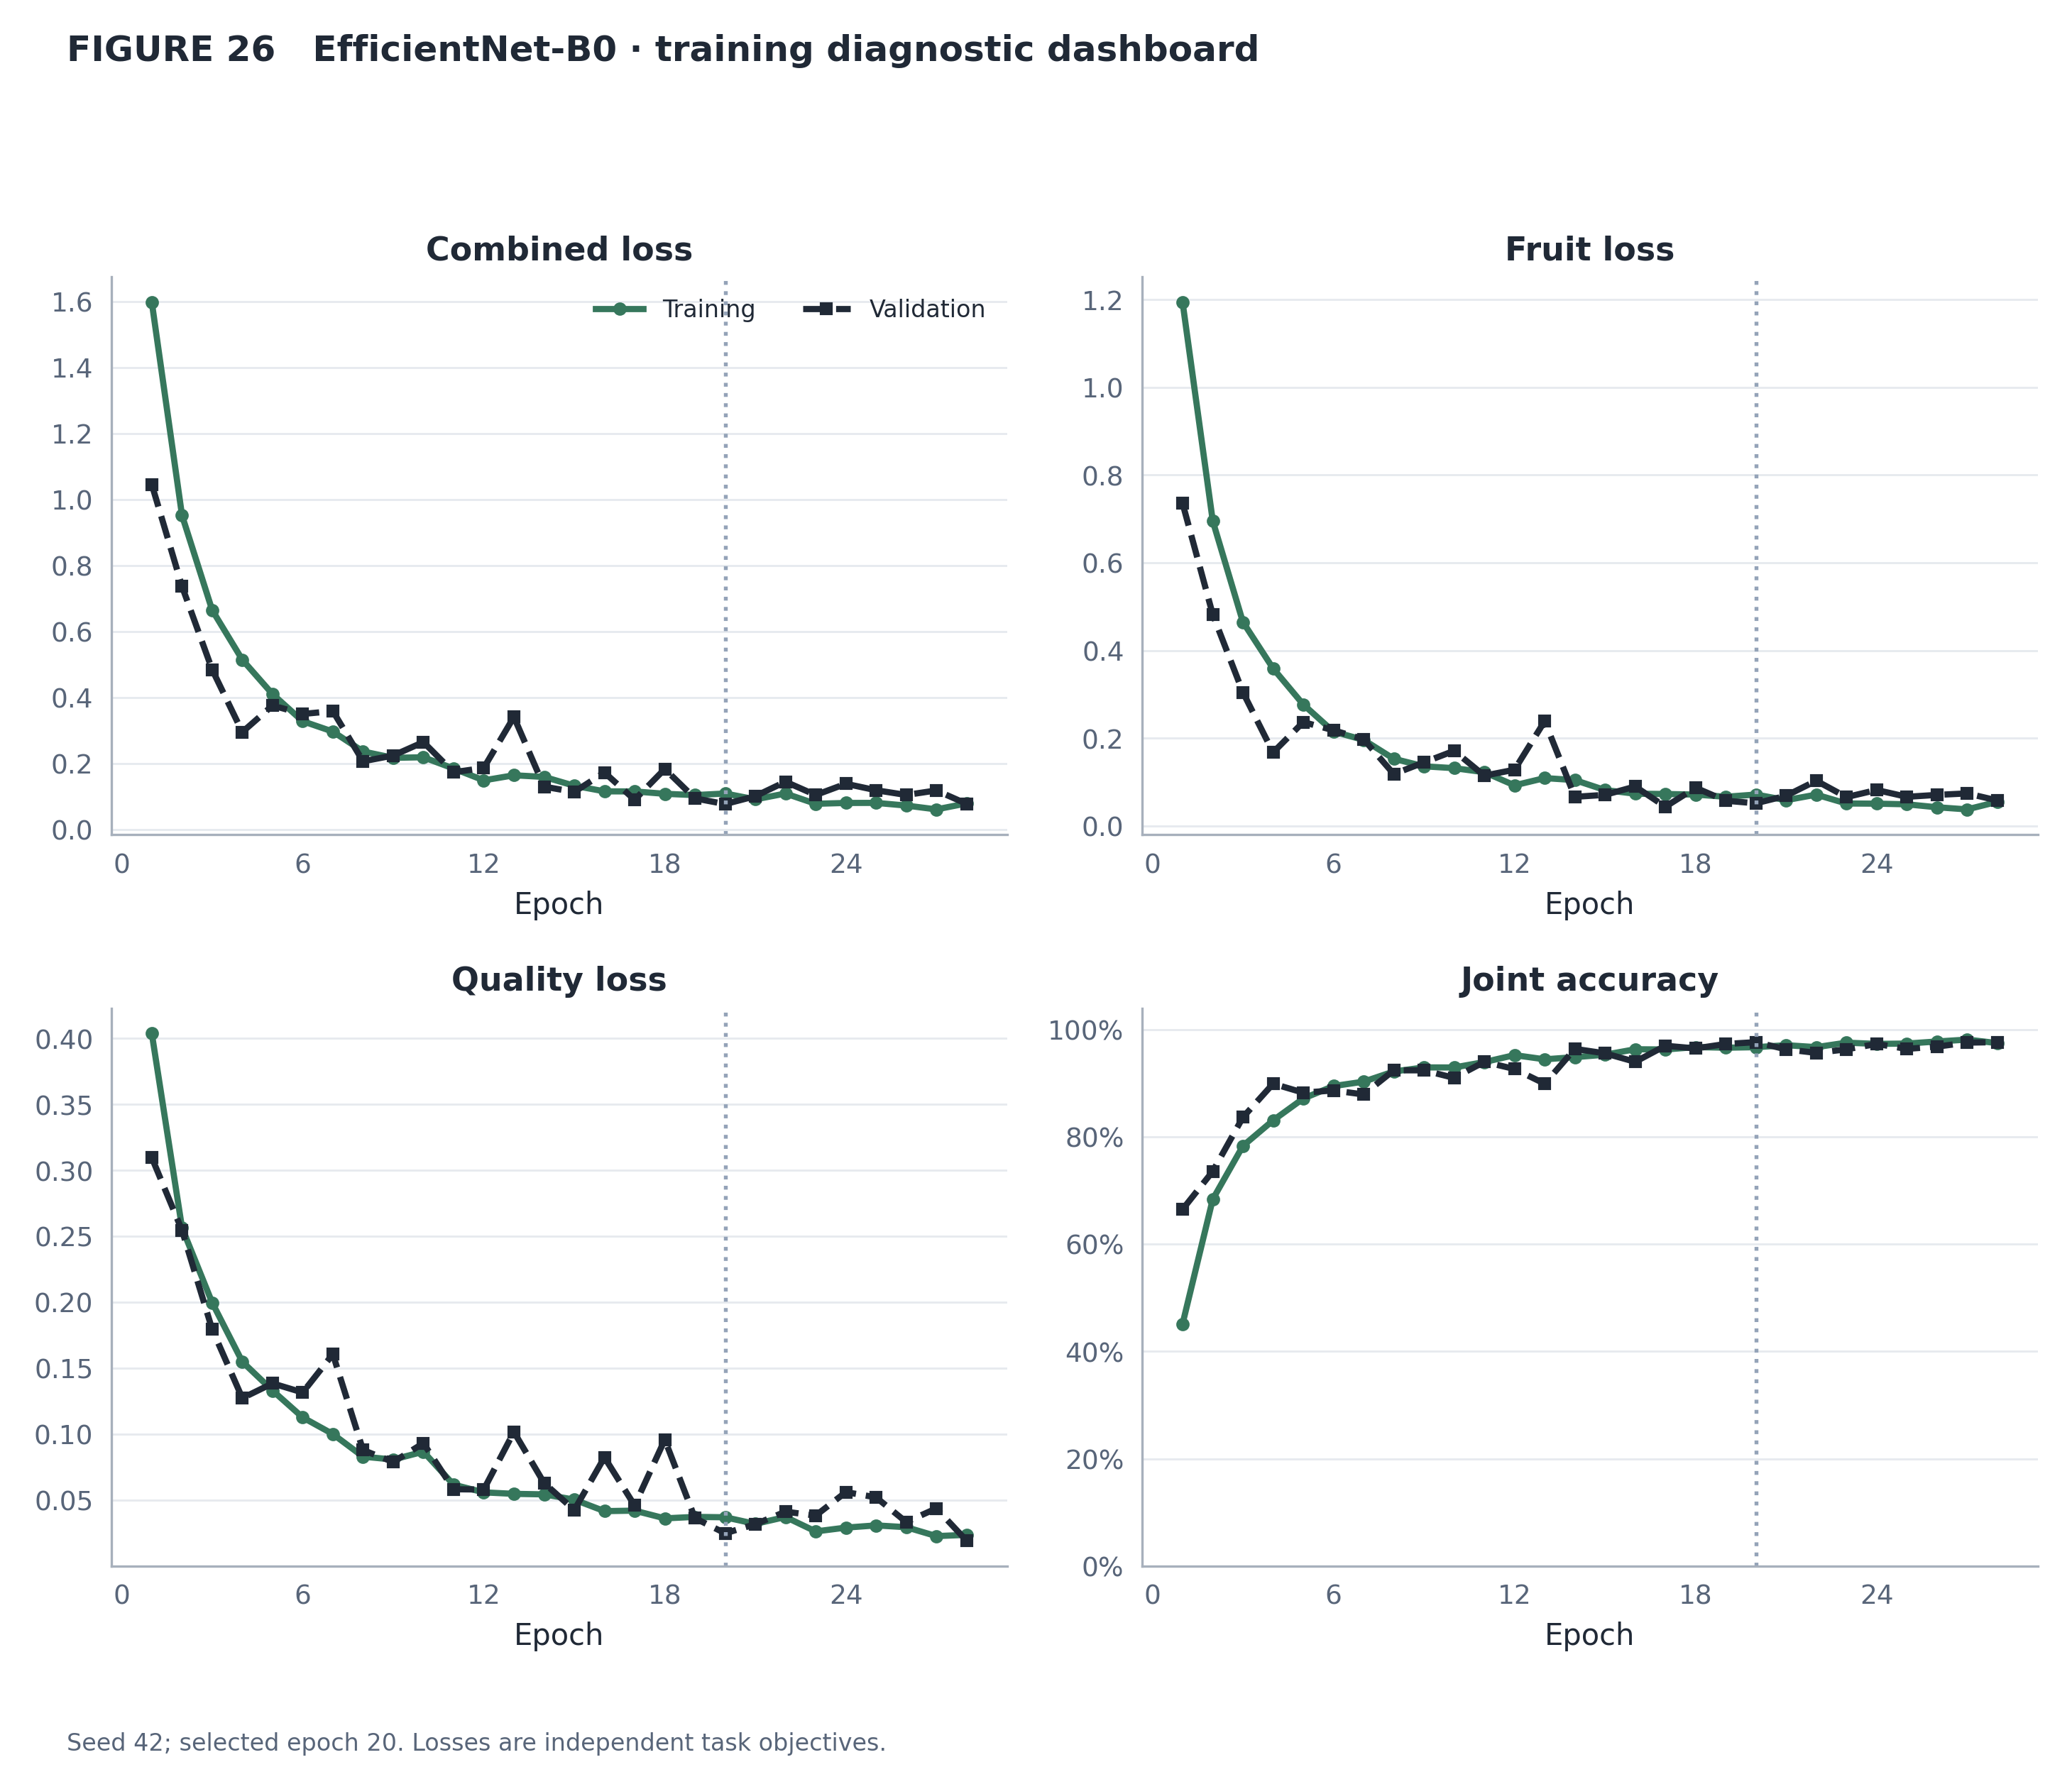 FIGURE 26 EfficientNet-B0 · training diagnostic dashboard
Combined loss
1.6
1.4
1.2
1.0
0.8
0.6
0.4
0.2
0.0
Training
Validation
0 6 12 18 24
Epoch
Fruit loss
1.2
1.0
0.8
0.6
0.4
0.2
0.0
0 6 12 18 24
Epoch
Quality loss
0.40
0.35
0.30
0.25
0.20
0.15
0.10
0.05
0 6 12 18 24
Epoch
Joint accuracy
100%
80%
60%
40%
20%
0%
0 6 12 18 24
Epoch
Seed 42; selected epoch 20. Losses are independent task objectives.